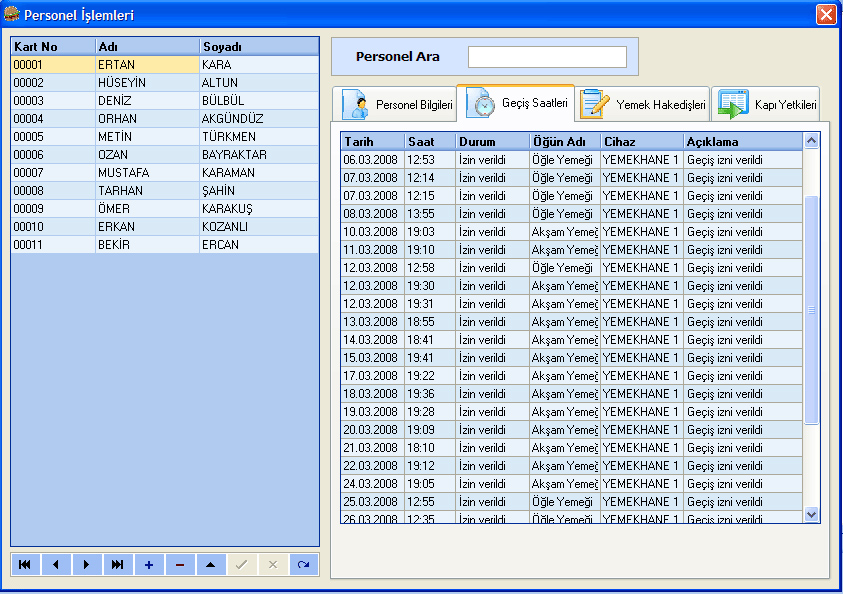 Personel İşlemleri
Kart No Adı Soyadı
00001 ERTAN KARA
00002 HÜSEYİN ALTUN
00003 DENİZ BÜLBÜL
00004 ORHAN AKGÜNDÜZ
00005 METİN TÜRKMEN
00006 OZAN BAYRAKTAR
00007 MUSTAFA KARAMAN
00008 TARHAN ŞAHİN
00009 ÖMER KARAKUŞ
00010 ERKAN KOZANLI
00011 BEKİR ERCAN
Personel Ara
Personel Bilgileri Geçiş Saatleri Yemek Hakedişleri Kapı Yetkileri
Tarih Saat Durum Öğün Adı Cihaz Açıklama
06.03.2008 12:53 İzin verildi Öğle Yemeği YEMEKHANE 1 Geçiş izni verildi
07.03.2008 12:14 İzin verildi Öğle Yemeği YEMEKHANE 1 Geçiş izni verildi
07.03.2008 12:15 İzin verildi Öğle Yemeği YEMEKHANE 1 Geçiş izni verildi
08.03.2008 13:55 İzin verildi Öğle Yemeği YEMEKHANE 1 Geçiş izni verildi
10.03.2008 19:03 İzin verildi Akşam Yemeğ YEMEKHANE 1 Geçiş izni verildi
11.03.2008 19:10 İzin verildi Akşam Yemeğ YEMEKHANE 1 Geçiş izni verildi
12.03.2008 12:58 İzin verildi Öğle Yemeği YEMEKHANE 1 Geçiş izni verildi
12.03.2008 19:30 İzin verildi Akşam Yemeğ YEMEKHANE 1 Geçiş izni verildi
12.03.2008 19:31 İzin verildi Akşam Yemeğ YEMEKHANE 1 Geçiş izni verildi
13.03.2008 18:55 İzin verildi Akşam Yemeğ YEMEKHANE 1 Geçiş izni verildi
14.03.2008 18:41 İzin verildi Akşam Yemeğ YEMEKHANE 1 Geçiş izni verildi
15.03.2008 19:41 İzin verildi Akşam Yemeğ YEMEKHANE 1 Geçiş izni verildi
17.03.2008 19:22 İzin verildi Akşam Yemeğ YEMEKHANE 1 Geçiş izni verildi
18.03.2008 19:36 İzin verildi Akşam Yemeğ YEMEKHANE 1 Geçiş izni verildi
19.03.2008 19:28 İzin verildi Akşam Yemeğ YEMEKHANE 1 Geçiş izni verildi
20.03.2008 19:09 İzin verildi Akşam Yemeğ YEMEKHANE 1 Geçiş izni verildi
21.03.2008 18:10 İzin verildi Akşam Yemeğ YEMEKHANE 1 Geçiş izni verildi
22.03.2008 19:12 İzin verildi Akşam Yemeğ YEMEKHANE 1 Geçiş izni verildi
24.03.2008 19:05 İzin verildi Akşam Yemeğ YEMEKHANE 1 Geçiş izni verildi
25.03.2008 12:55 İzin verildi Öğle Yemeği YEMEKHANE 1 Geçiş izni verildi
26.03.2008 12:35 İzin verildi Öğle Yemeği YEMEKHANE 1 Geçiş izni verildi